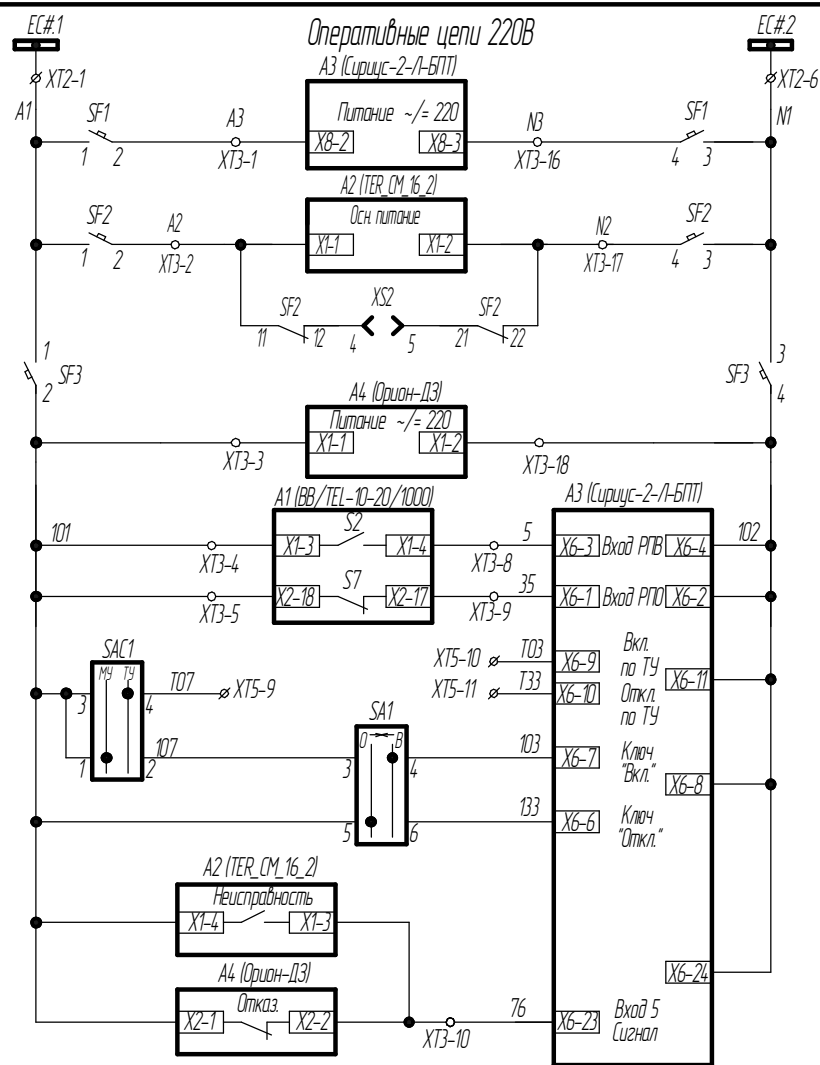 EC#.1
Оперативные цепи 220В
EC#.2
XT2-1
A3 (Сириус-2-Л-БПТ)
XT2-6
A1
SF1
A3
Питание ~/= 220
N3
SF1
N1
1 2
XT3-1
X8-2
X8-3
XT3-16
4 3
A2 (TER_CM_16_2)
SF2
A2
Осн. питание
N2
SF2
1 2
XT3-2
X1-1
X1-2
XT3-17
4 3
SF2
XS2
SF2
11 12
4 5
21 22
1
SF3
2
3
SF3
4
A4 (Орион-ДЗ)
Питание ~/= 220
X1-1
X1-2
XT3-3
XT3-18
A1 (ВВ/TEL-10-20/1000)
A3 (Сириус-2-Л-БПТ)
101
S2
5
102
X1-3
X1-4
X6-3
Вход РПВ
X6-4
XT3-4
XT3-8
S7
35
X2-18
X2-17
X6-1
Вход РПО
X6-2
XT3-5
XT3-9
SAC1
МУ ТУ
T07
XT5-9
3 4
XT5-10
T03
X6-9
Вкл.
по ТУ
X6-11
XT5-11
T33
X6-10
Откл.
по ТУ
SA1
О В
1 2
107
3 4
103
X6-7
Ключ
"Вкл."
X6-8
5 6
133
X6-6
Ключ
"Откл."
A2 (TER_CM_16_2)
Неисправность
X1-4
X1-3
A4 (Орион-ДЗ)
X6-24
Отказ.
X2-1
X2-2
76
XT3-10
X6-23
Вход 5
Сигнал